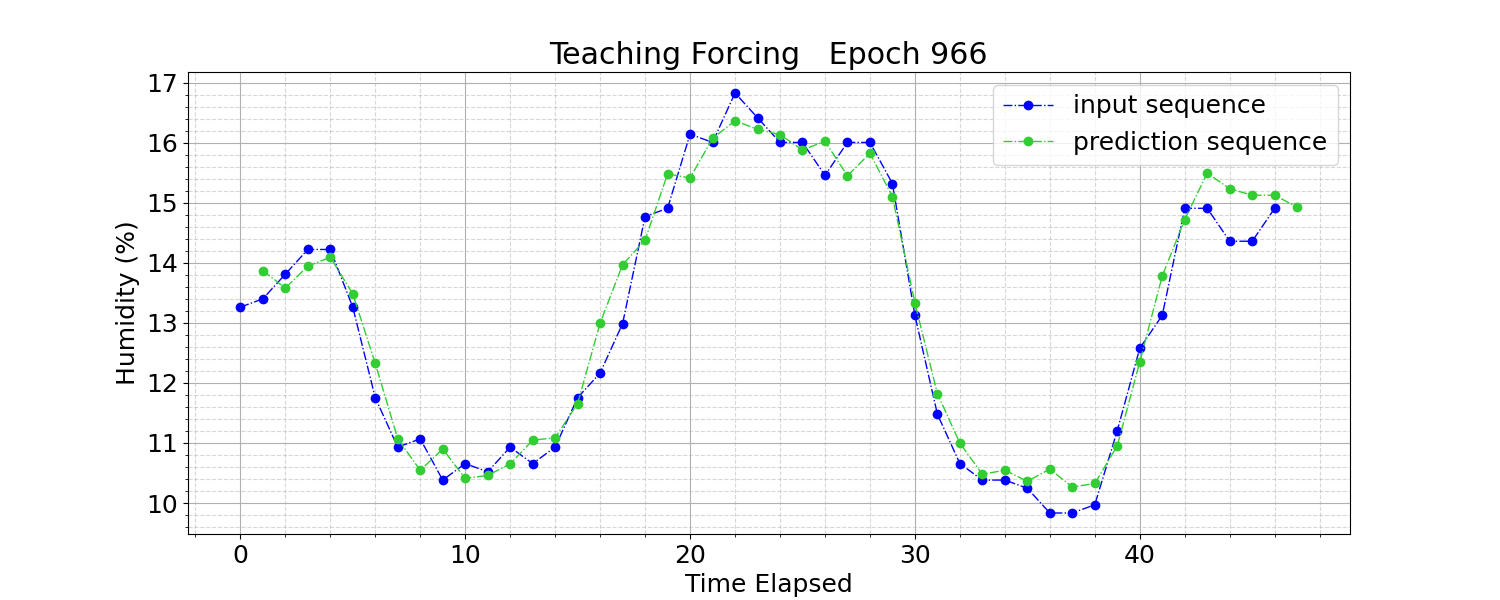 Teaching Forcing   Epoch 966
input sequence
prediction sequence
Humidity (%)
17
16
15
14
13
12
11
10
0 10 20 30 40
Time Elapsed